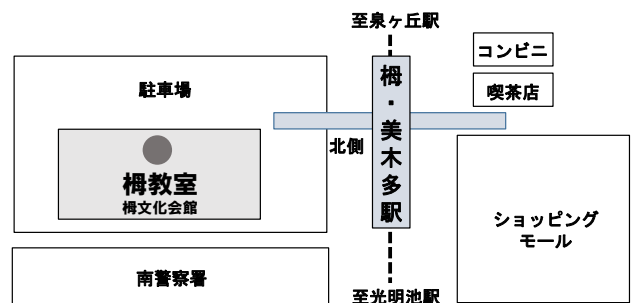 至泉ヶ丘駅
コンビニ
喫茶店
駐車場
栂・美木多駅
北側
栂教室
栂文化会館
ショッピング
モール
南警察署
至光明池駅